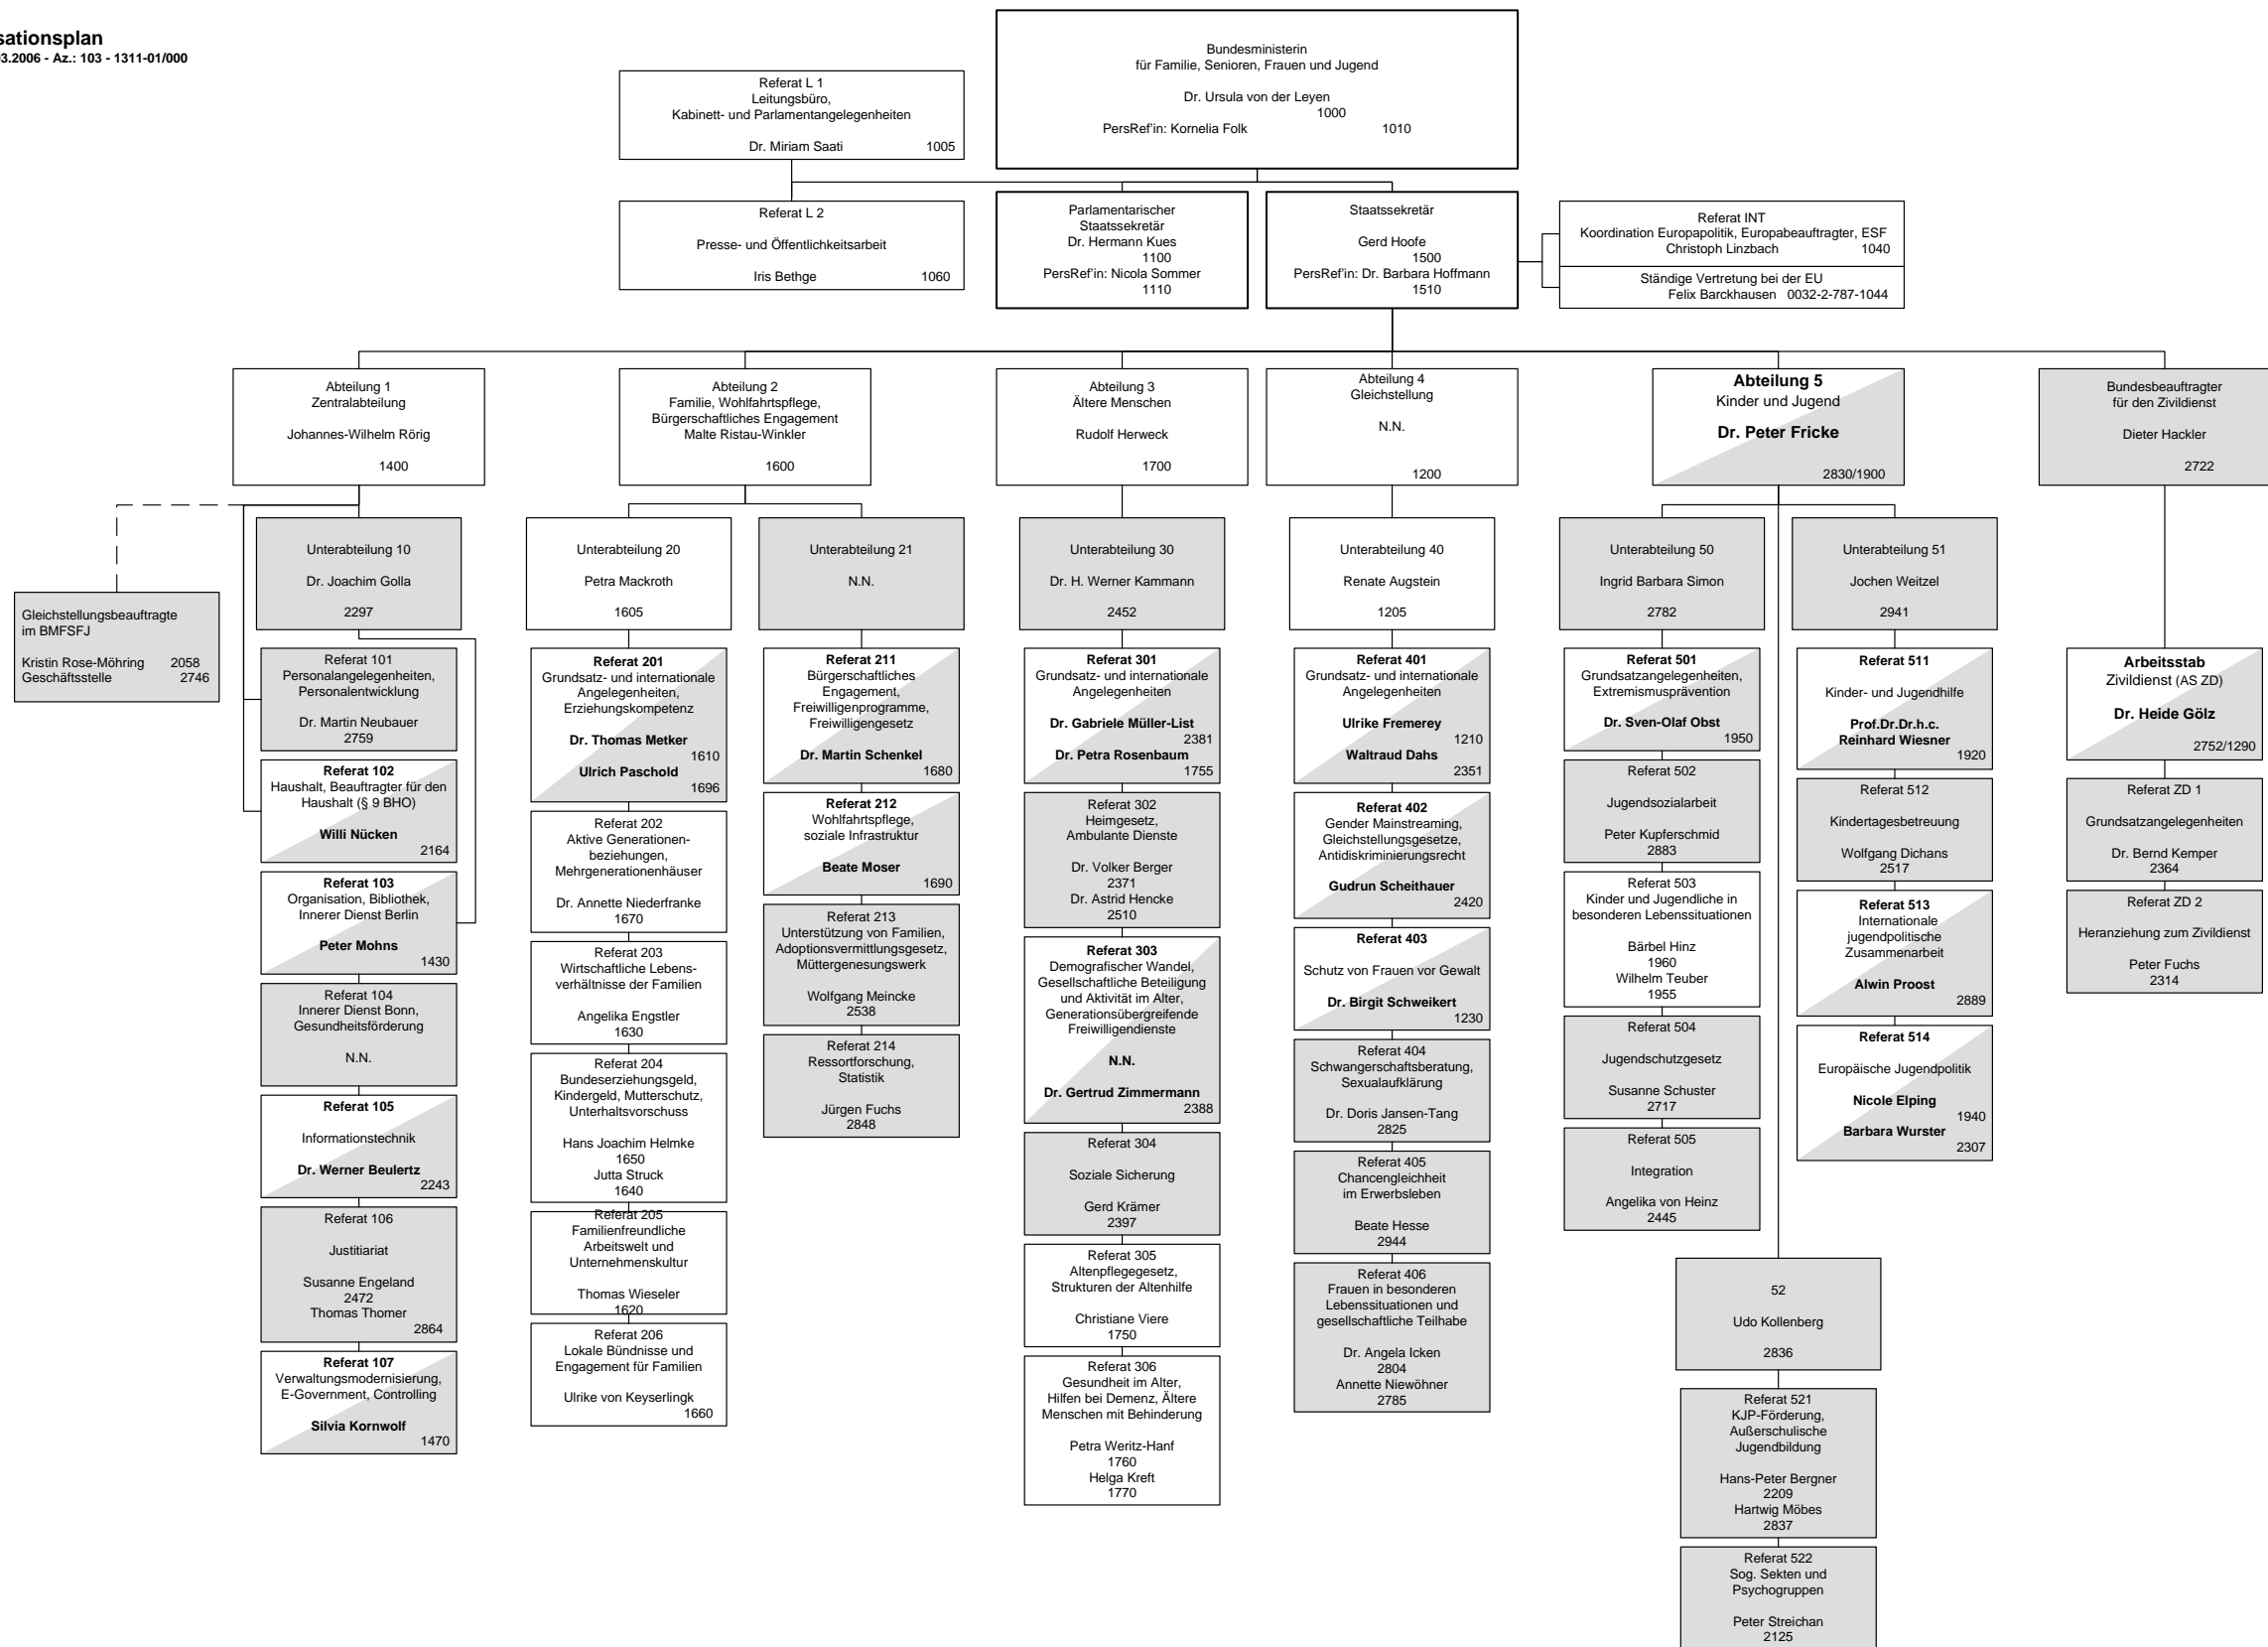 sationsplan
03.2006 - Az.: 103 - 1311-01/000
Bundesministerin
für Familie, Senioren, Frauen und Jugend
Dr. Ursula von der Leyen
1000
PersRef'in: Kornelia Folk 1010
Referat L 1
Leitungsbüro,
Kabinett- und Parlamentangelegenheiten
Dr. Miriam Saati 1005
Referat L 2
Presse- und Öffentlichkeitsarbeit
Iris Bethge 1060
Parlamentarischer
Staatssekretär
Dr. Hermann Kues
1100
PersRef'in: Nicola Sommer
1110
Staatssekretär
Gerd Hoofe
1500
PersRef'in: Dr. Barbara Hoffmann
1510
Referat INT
Koordination Europapolitik, Europabeauftragter, ESF
Christoph Linzbach 1040
Ständige Vertretung bei der EU
Felix Barckhausen 0032-2-787-1044
Abteilung 1
Zentralabteilung
Johannes-Wilhelm Rörig
1400
Abteilung 2
Familie, Wohlfahrtspflege,
Bürgerschaftliches Engagement
Malte Ristau-Winkler
1600
Abteilung 3
Ältere Menschen
Rudolf Herweck
1700
Abteilung 4
Gleichstellung
N.N.
1200
Abteilung 5
Kinder und Jugend
Dr. Peter Fricke
2830/1900
Bundesbeauftragter
für den Zivildienst
Dieter Hackler
2722
Gleichstellungsbeauftragte
im BMFSFJ
Kristin Rose-Möhring 2058
Geschäftsstelle 2746
Unterabteilung 10
Dr. Joachim Golla
2297
Referat 101
Personalangelegenheiten,
Personalentwicklung
Dr. Martin Neubauer
2759
Referat 102
Haushalt, Beauftragter für den
Haushalt (§ 9 BHO)
Willi Nücken
2164
Referat 103
Organisation, Bibliothek,
Innerer Dienst Berlin
Peter Mohns
1430
Referat 104
Innerer Dienst Bonn,
Gesundheitsförderung
N.N.
Referat 105
Informationstechnik
Dr. Werner Beulertz
2243
Referat 106
Justitiariat
Susanne Engeland
2472
Thomas Thomer
2864
Referat 107
Verwaltungsmodernisierung,
E-Government, Controlling
Silvia Kornwolf
1470
Unterabteilung 20
Petra Mackroth
1605
Referat 201
Grundsatz- und internationale
Angelegenheiten,
Erziehungskompetenz
Dr. Thomas Metker
1610
Ulrich Paschold
1696
Referat 202
Aktive Generationen-
beziehungen,
Mehrgenerationenhäuser
Dr. Annette Niederfranke
1670
Referat 203
Wirtschaftliche Lebens-
verhältnisse der Familien
Angelika Engstler
1630
Referat 204
Bundeserziehungsgeld,
Kindergeld, Mutterschutz,
Unterhaltsvorschuss
Hans Joachim Helmke
1650
Jutta Struck
1640
Referat 205
Familienfreundliche
Arbeitswelt und
Unternehmenskultur
Thomas Wieseler
1620
Referat 206
Lokale Bündnisse und
Engagement für Familien
Ulrike von Keyserlingk
1660
Unterabteilung 21
N.N.
Referat 211
Bürgerschaftliches
Engagement,
Freiwilligenprogramme,
Freiwilligengesetz
Dr. Martin Schenkel
1680
Referat 212
Wohlfahrtspflege,
soziale Infrastruktur
Beate Moser
1690
Referat 213
Unterstützung von Familien,
Adoptionsvermittlungsgesetz,
Müttergenesungswerk
Wolfgang Meincke
2538
Referat 214
Ressortforschung,
Statistik
Jürgen Fuchs
2848
Unterabteilung 30
Dr. H. Werner Kammann
2452
Referat 301
Grundsatz- und internationale
Angelegenheiten
Dr. Gabriele Müller-List
2381
Dr. Petra Rosenbaum
1755
Referat 302
Heimgesetz,
Ambulante Dienste
Dr. Volker Berger
2371
Dr. Astrid Hencke
2510
Referat 303
Demografischer Wandel,
Gesellschaftliche Beteiligung
und Aktivität im Alter,
Generationsübergreifende
Freiwilligendienste
N.N.
Dr. Gertrud Zimmermann
2388
Referat 304
Soziale Sicherung
Gerd Krämer
2397
Referat 305
Altenpflegegesetz,
Strukturen der Altenhilfe
Christiane Viere
1750
Referat 306
Gesundheit im Alter,
Hilfen bei Demenz, Ältere
Menschen mit Behinderung
Petra Weritz-Hanf
1760
Helga Kreft
1770
Unterabteilung 40
Renate Augstein
1205
Referat 401
Grundsatz- und internationale
Angelegenheiten
Ulrike Fremerey
1210
Waltraud Dahs
2351
Referat 402
Gender Mainstreaming,
Gleichstellungsgesetze,
Antidiskriminierungsrecht
Gudrun Scheithauer
2420
Referat 403
Schutz von Frauen vor Gewalt
Dr. Birgit Schweikert
1230
Referat 404
Schwangerschaftsberatung,
Sexualaufklärung
Dr. Doris Jansen-Tang
2825
Referat 405
Chancengleichheit
im Erwerbsleben
Beate Hesse
2944
Referat 406
Frauen in besonderen
Lebenssituationen und
gesellschaftliche Teilhabe
Dr. Angela Icken
2804
Annette Niewöhner
2785
Unterabteilung 50
Ingrid Barbara Simon
2782
Referat 501
Grundsatzangelegenheiten,
Extremismusprävention
Dr. Sven-Olaf Obst
1950
Referat 502
Jugendsozialarbeit
Peter Kupferschmid
2883
Referat 503
Kinder und Jugendliche in
besonderen Lebenssituationen
Bärbel Hinz
1960
Wilhelm Teuber
1955
Referat 504
Jugendschutzgesetz
Susanne Schuster
2717
Referat 505
Integration
Angelika von Heinz
2445
Unterabteilung 51
Jochen Weitzel
2941
Referat 511
Kinder- und Jugendhilfe
Prof.Dr.Dr.h.c.
Reinhard Wiesner
1920
Referat 512
Kindertagesbetreuung
Wolfgang Dichans
2517
Referat 513
Internationale
jugendpolitische
Zusammenarbeit
Alwin Proost
2889
Referat 514
Europäische Jugendpolitik
Nicole Elping
1940
Barbara Wurster
2307
52
Udo Kollenberg
2836
Referat 521
KJP-Förderung,
Außerschulische
Jugendbildung
Hans-Peter Bergner
2209
Hartwig Möbes
2837
Referat 522
Sog. Sekten und
Psychogruppen
Peter Streichan
2125
Arbeitsstab
Zivildienst (AS ZD)
Dr. Heide Gölz
2752/1290
Referat ZD 1
Grundsatzangelegenheiten
Dr. Bernd Kemper
2364
Referat ZD 2
Heranziehung zum Zivildienst
Peter Fuchs
2314